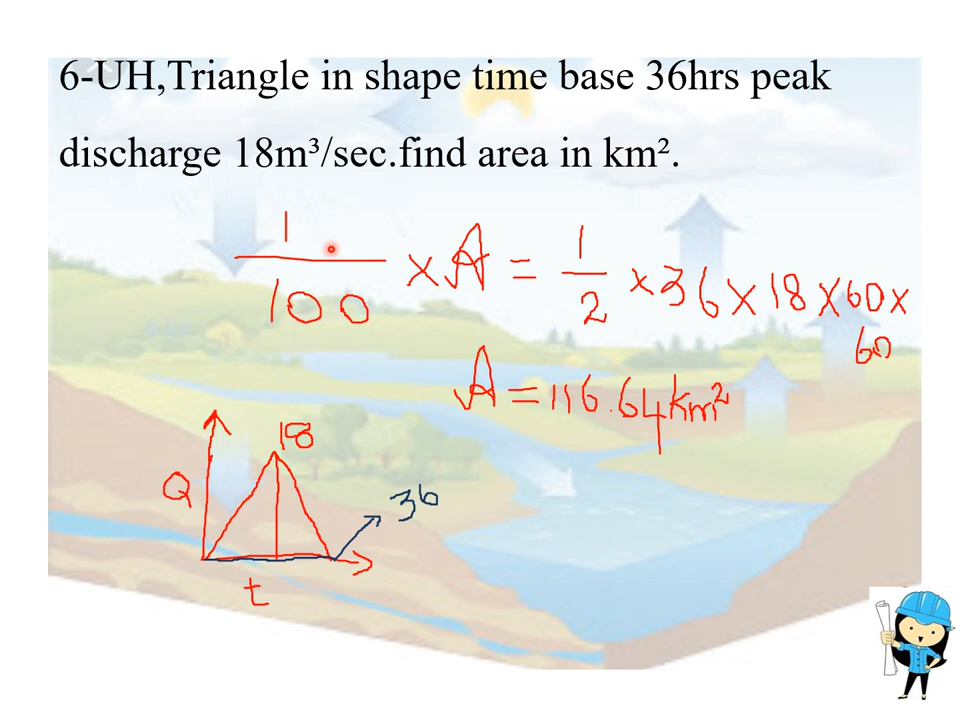 6-UH,Triangle in shape time base 36hrs peak
discharge 18m³/sec.find area in km².
1/100 × A = 1/2 × 36 × 18 × 60 ×
60
A = 116.64 km²
18
Q
36
t